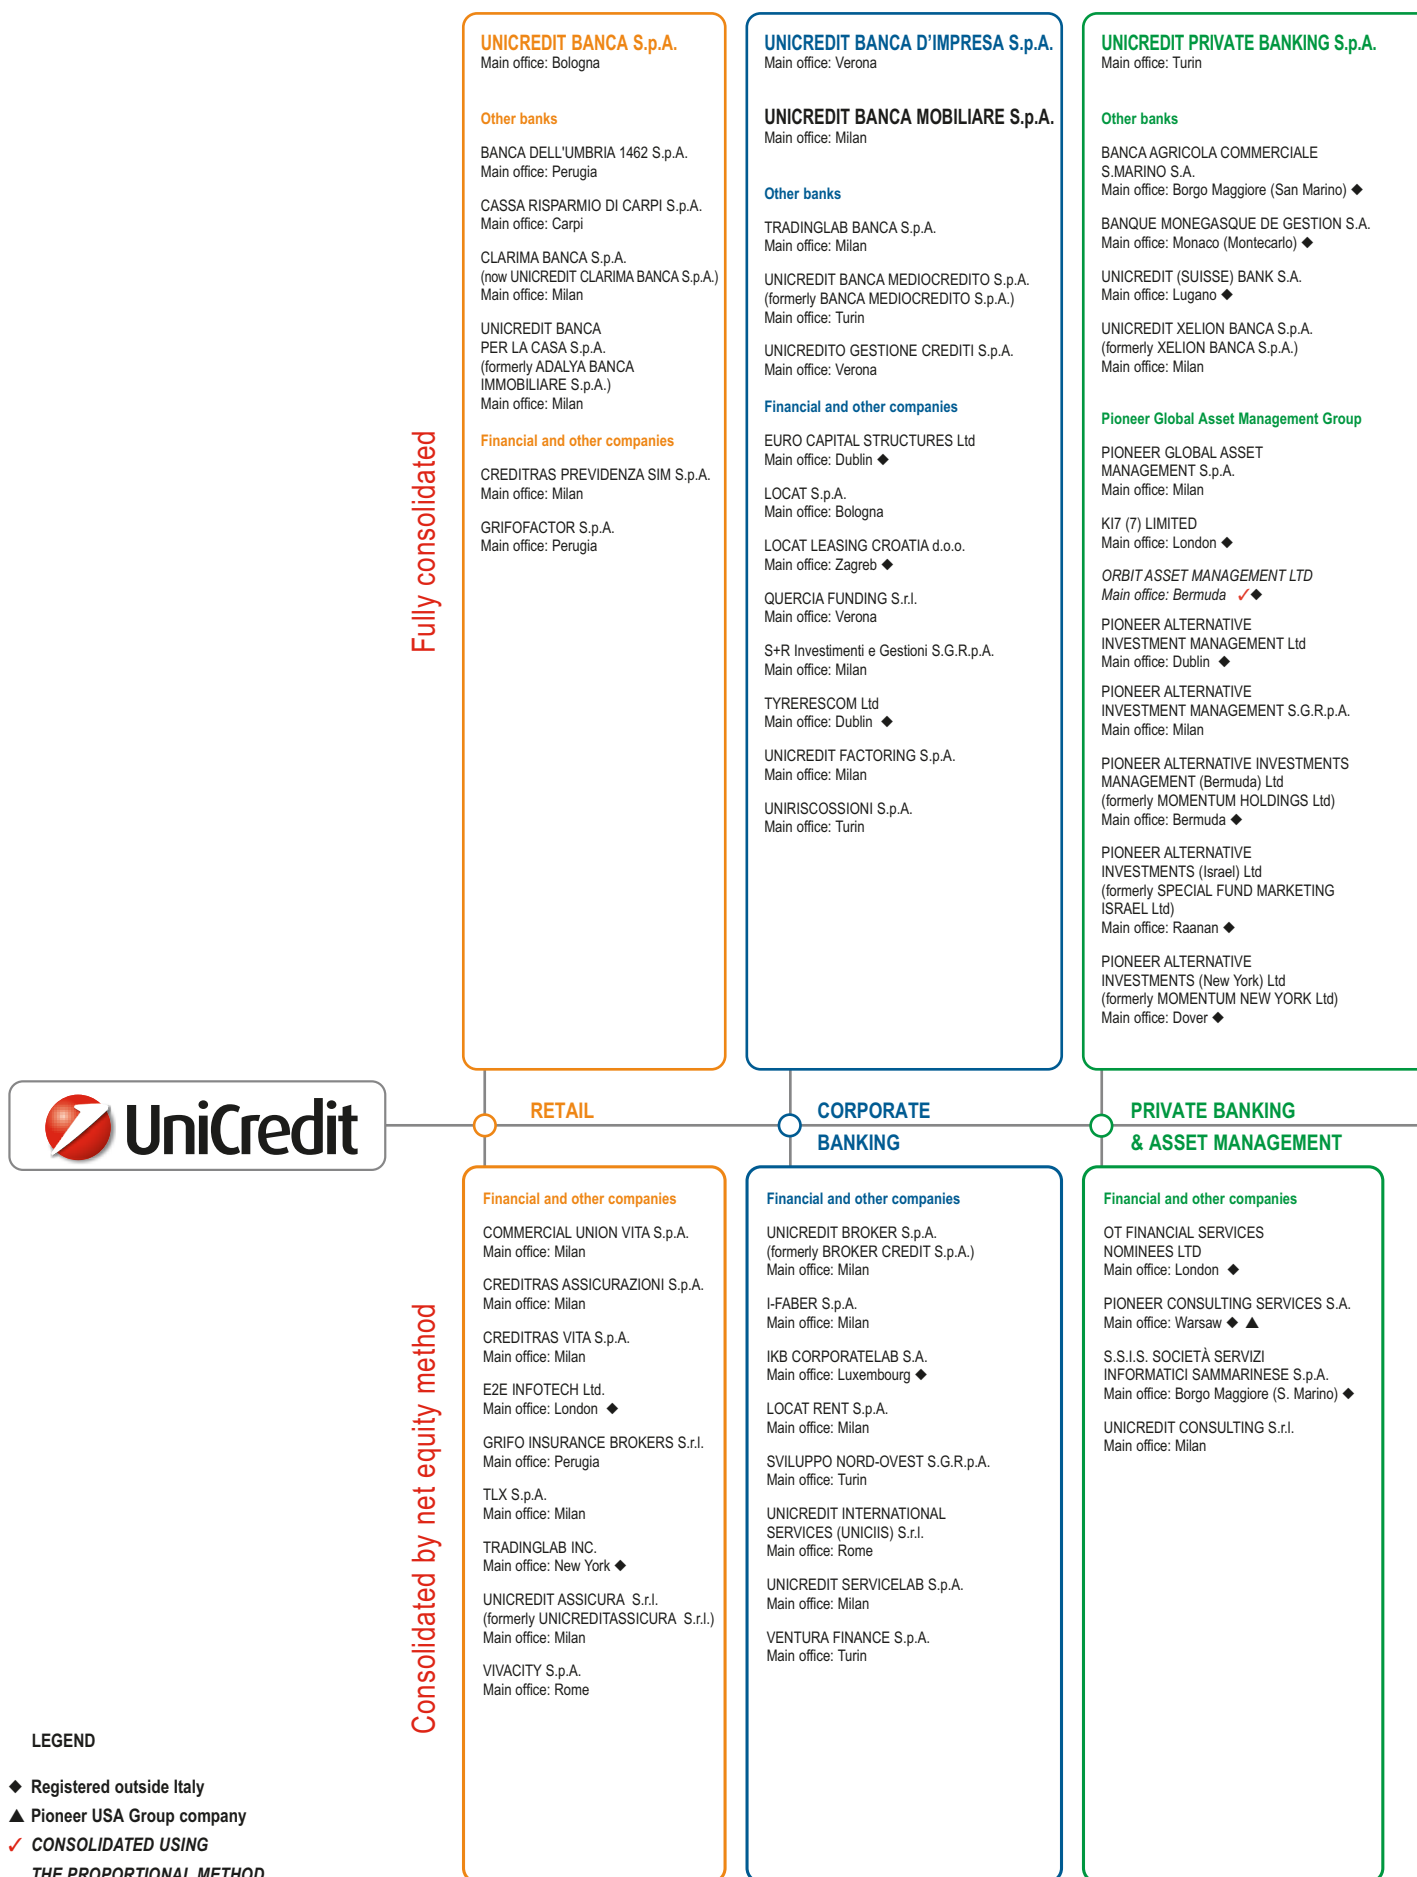 UNICREDIT BANCA S.p.A.
Main office: Bologna
Other banks
BANCA DELL'UMBRIA 1462 S.p.A.
Main office: Perugia
CASSA RISPARMIO DI CARPI S.p.A.
Main office: Carpi
CLARIMA BANCA S.p.A.
(now UNICREDIT CLARIMA BANCA S.p.A.)
Main office: Milan
UNICREDIT BANCA
PER LA CASA S.p.A.
(formerly ADALYA BANCA
IMMOBILIARE S.p.A.)
Main office: Milan
Financial and other companies
CREDITRAS PREVIDENZA SIM S.p.A.
Main office: Milan
GRIFOFACTOR S.p.A.
Main office: Perugia
UNICREDIT BANCA D’IMPRESA S.p.A.
Main office: Verona
UNICREDIT BANCA MOBILIARE S.p.A.
Main office: Milan
Other banks
TRADINGLAB BANCA S.p.A.
Main office: Milan
UNICREDIT BANCA MEDIOCREDITO S.p.A.
(formerly BANCA MEDIOCREDITO S.p.A.)
Main office: Turin
UNICREDITO GESTIONE CREDITI S.p.A.
Main office: Verona
Financial and other companies
EURO CAPITAL STRUCTURES Ltd
Main office: Dublin ◆
LOCAT S.p.A.
Main office: Bologna
LOCAT LEASING CROATIA d.o.o.
Main office: Zagreb ◆
QUERCIA FUNDING S.r.l.
Main office: Verona
S+R Investimenti e Gestioni S.G.R.p.A.
Main office: Milan
TYRERESCOM Ltd
Main office: Dublin ◆
UNICREDIT FACTORING S.p.A.
Main office: Milan
UNIRISCOSSIONI S.p.A.
Main office: Turin
UNICREDIT PRIVATE BANKING S.p.A.
Main office: Turin
Other banks
BANCA AGRICOLA COMMERCIALE
S.MARINO S.A.
Main office: Borgo Maggiore (San Marino) ◆
BANQUE MONEGASQUE DE GESTION S.A.
Main office: Monaco (Montecarlo) ◆
UNICREDIT (SUISSE) BANK S.A.
Main office: Lugano ◆
UNICREDIT XELION BANCA S.p.A.
(formerly XELION BANCA S.p.A.)
Main office: Milan
Pioneer Global Asset Management Group
PIONEER GLOBAL ASSET
MANAGEMENT S.p.A.
Main office: Milan
KI7 (7) LIMITED
Main office: London ◆
ORBIT ASSET MANAGEMENT LTD
Main office: Bermuda ✓◆
PIONEER ALTERNATIVE
INVESTMENT MANAGEMENT Ltd
Main office: Dublin ◆
PIONEER ALTERNATIVE
INVESTMENT MANAGEMENT S.G.R.p.A.
Main office: Milan
PIONEER ALTERNATIVE INVESTMENTS
MANAGEMENT (Bermuda) Ltd
(formerly MOMENTUM HOLDINGS Ltd)
Main office: Bermuda ◆
PIONEER ALTERNATIVE
INVESTMENTS (Israel) Ltd
(formerly SPECIAL FUND MARKETING
ISRAEL Ltd)
Main office: Raanan ◆
PIONEER ALTERNATIVE
INVESTMENTS (New York) Ltd
(formerly MOMENTUM NEW YORK Ltd)
Main office: Dover ◆
Fully consolidated
UniCredit
RETAIL
CORPORATE
BANKING
PRIVATE BANKING
& ASSET MANAGEMENT
Consolidated by net equity method
Financial and other companies
COMMERCIAL UNION VITA S.p.A.
Main office: Milan
CREDITRAS ASSICURAZIONI S.p.A.
Main office: Milan
CREDITRAS VITA S.p.A.
Main office: Milan
E2E INFOTECH Ltd.
Main office: London ◆
GRIFO INSURANCE BROKERS S.r.l.
Main office: Perugia
TLX S.p.A.
Main office: Milan
TRADINGLAB INC.
Main office: New York ◆
UNICREDIT ASSICURA S.r.l.
(formerly UNICREDITASSICURA S.r.l.)
Main office: Milan
VIVACITY S.p.A.
Main office: Rome
Financial and other companies
UNICREDIT BROKER S.p.A.
(formerly BROKER CREDIT S.p.A.)
Main office: Milan
I-FABER S.p.A.
Main office: Milan
IKB CORPORATELAB S.A.
Main office: Luxembourg ◆
LOCAT RENT S.p.A.
Main office: Milan
SVILUPPO NORD-OVEST S.G.R.p.A.
Main office: Turin
UNICREDIT INTERNATIONAL
SERVICES (UNICIIS) S.r.l.
Main office: Rome
UNICREDIT SERVICELAB S.p.A.
Main office: Milan
VENTURA FINANCE S.p.A.
Main office: Turin
Financial and other companies
OT FINANCIAL SERVICES
NOMINEES LTD
Main office: London ◆
PIONEER CONSULTING SERVICES S.A.
Main office: Warsaw ◆ ▲
S.S.I.S. SOCIETÀ SERVIZI
INFORMATICI SAMMARINESE S.p.A.
Main office: Borgo Maggiore (S. Marino) ◆
UNICREDIT CONSULTING S.r.l.
Main office: Milan
LEGEND
◆ Registered outside Italy
▲ Pioneer USA Group company
✓ CONSOLIDATED USING
THE PROPORTIONAL METHOD